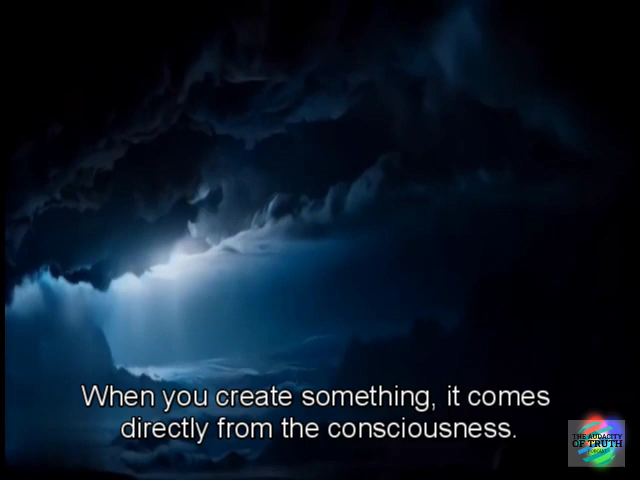 When you create something, it comes
directly from the consciousness.
THE AUDACITY
OF TRUTH